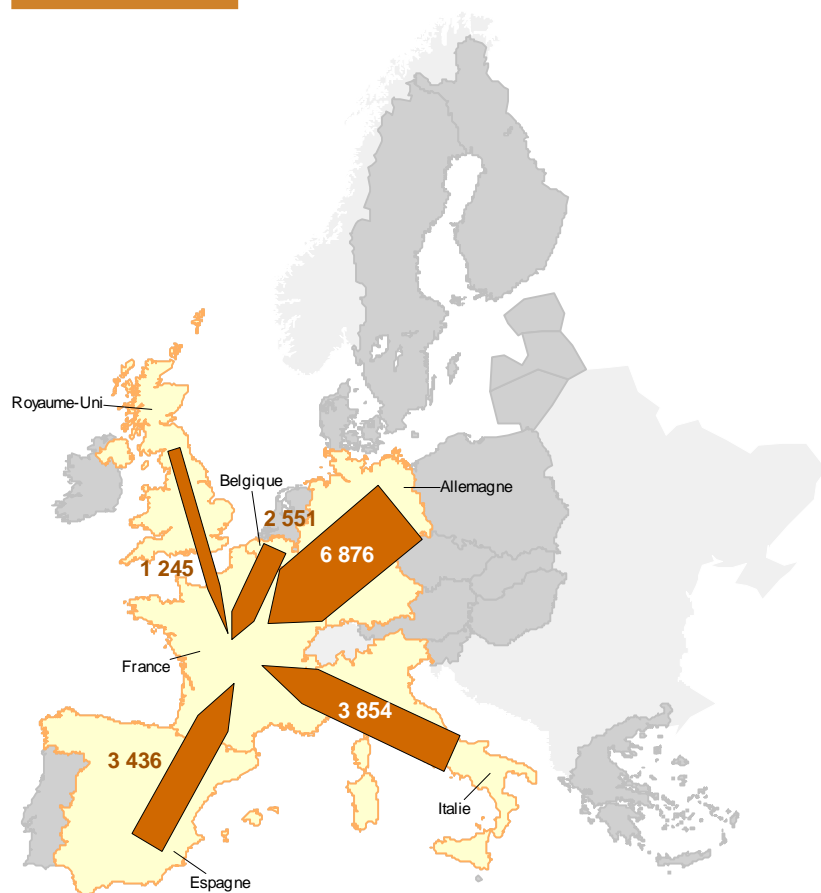 Royaume-Uni
Belgique
Allemagne
2 551
6 876
1 245
France
3 854
3 436
Italie
Espagne